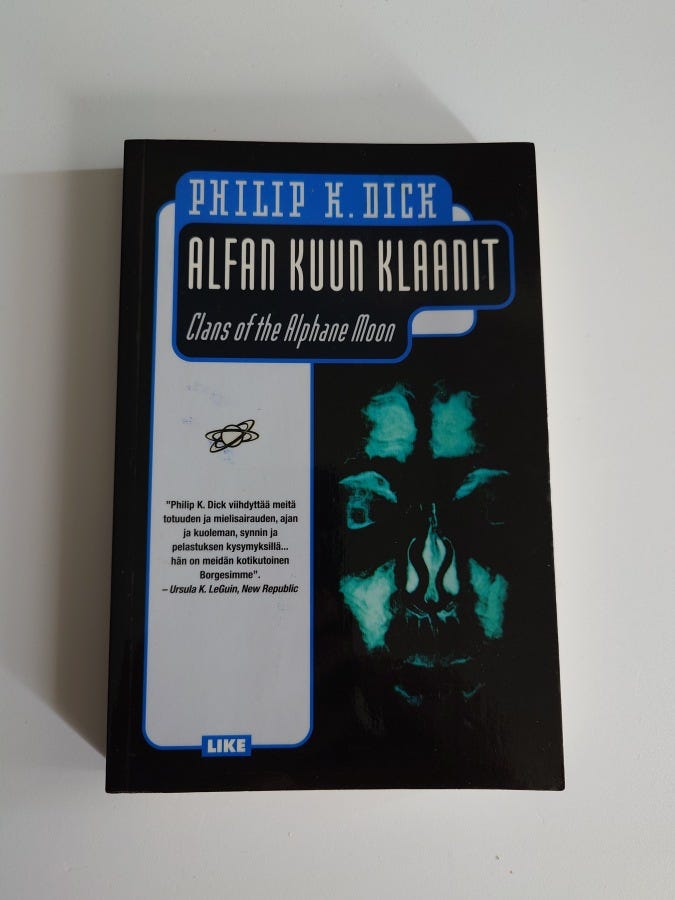 PHILIP K. DICK
ALFAN KUUN KLAANIT
Clans of the Alphane Moon
"Philip K. Dick viihdyttää meitä
totuuden ja mielisairauden, ajan
ja kuoleman, synnin ja
pelastuksen kysymyksillä...
hän on meidän kotikutoinen
Borgesimme".
– Ursula K. LeGuin, New Republic
LIKE